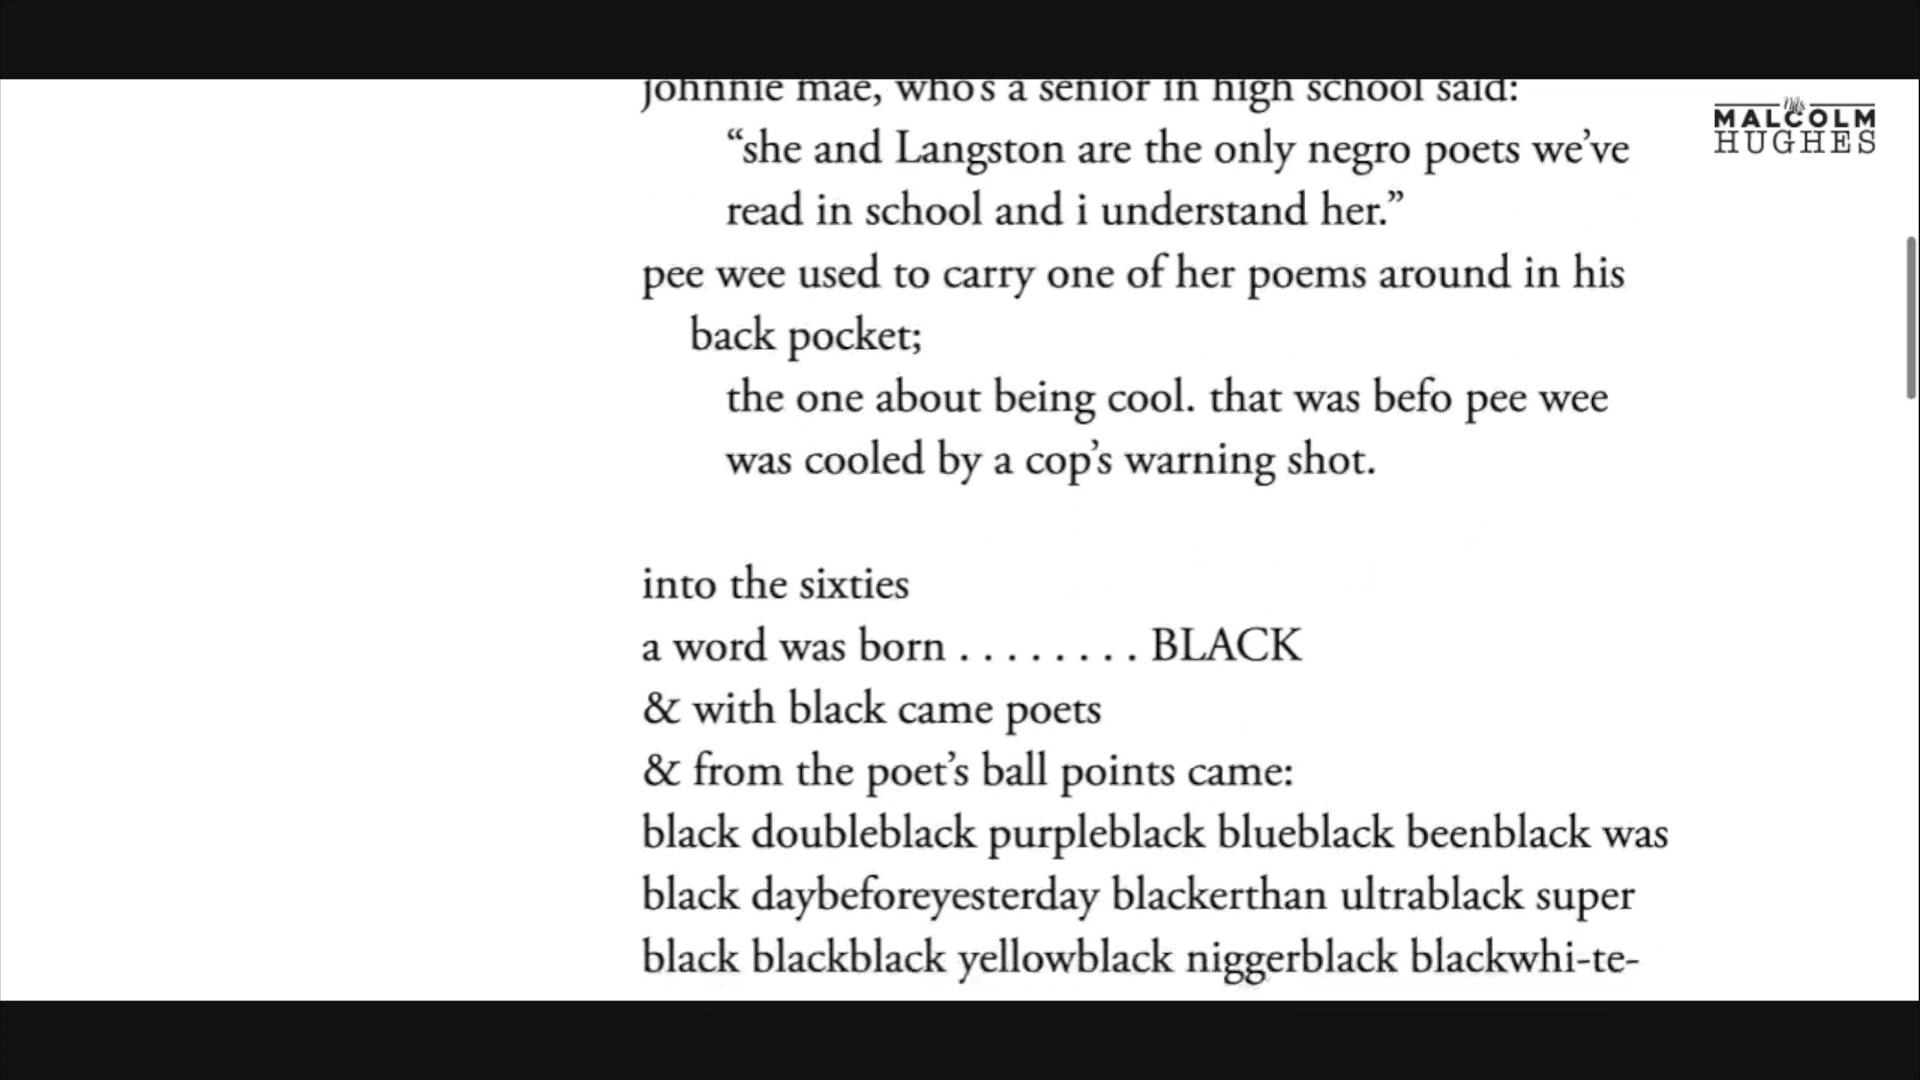 johnnie mae, who's a senior in high school said:
“she and Langston are the only negro poets we’ve
read in school and i understand her.”
pee wee used to carry one of her poems around in his
back pocket;
the one about being cool. that was befo pee wee
was cooled by a cop’s warning shot.
into the sixties
a word was born . . . . . . . . BLACK
& with black came poets
& from the poet’s ball points came:
black doubleblack purpleblack blueblack beenblack was
black daybeforeyesterday blackerthan ultrablack super
black blackblack yellowblack niggerblack blackwhi-te-
Ms
MALCOLM
HUGHES